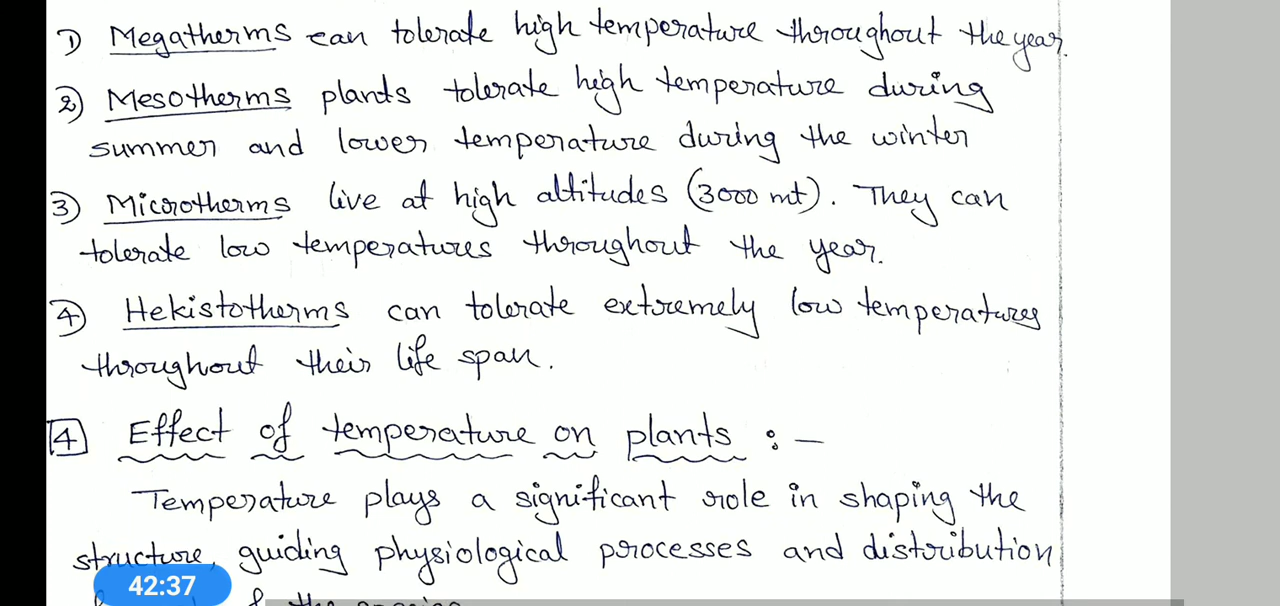 1) Megatherms can tolerate high temperature throughout the year.
2) Mesotherms plants tolerate high temperature during
summer and lower temperature during the winter
3) Microtherms live at high altitudes (3000 mt). They can
tolerate low temperatures throughout the year.
4) Hekistotherms can tolerate extremely low temperatures
throughout their life span.
4 Effect of temperature on plants :-
Temperature plays a significant role in shaping the
structure, guiding physiological processes and distribution
42:37
the